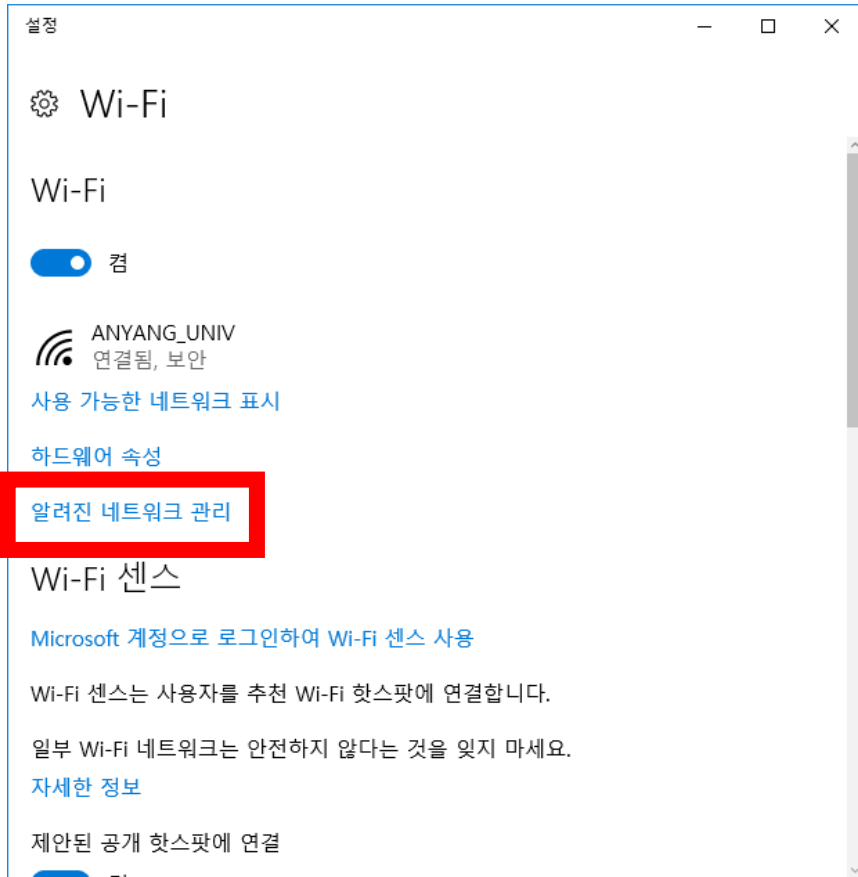 설정
Wi-Fi
Wi-Fi
켬
ANYANG_UNIV
연결됨, 보안
사용 가능한 네트워크 표시
하드웨어 속성
알려진 네트워크 관리
Wi-Fi 센스
Microsoft 계정으로 로그인하여 Wi-Fi 센스 사용
Wi-Fi 센스는 사용자를 추천 Wi-Fi 핫스팟에 연결합니다.
일부 Wi-Fi 네트워크는 안전하지 않다는 것을 잊지 마세요.
자세한 정보
제안된 공개 핫스팟에 연결